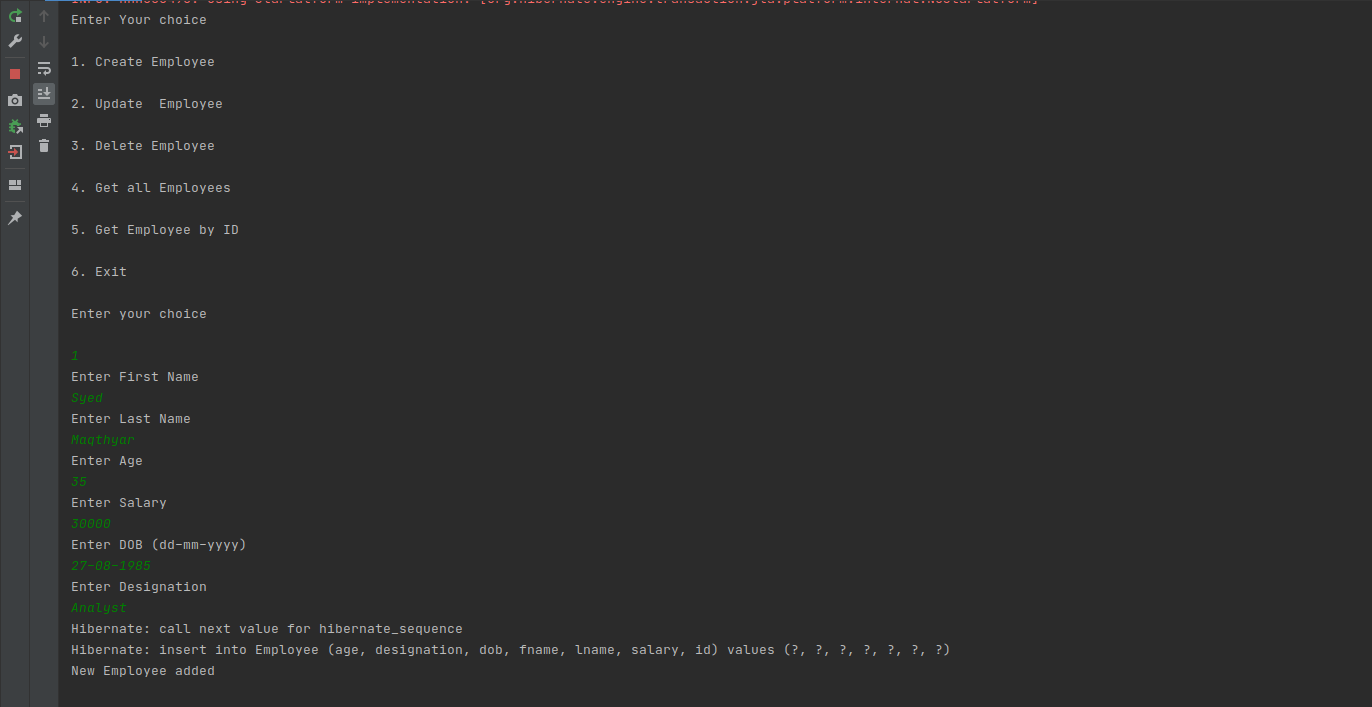 Enter Your choice
1. Create Employee
2. Update  Employee
3. Delete Employee
4. Get all Employees
5. Get Employee by ID
6. Exit
Enter your choice
1
Enter First Name
Syed
Enter Last Name
Maqthyar
Enter Age
35
Enter Salary
30000
Enter DOB (dd-mm-yyyy)
27-08-1985
Enter Designation
Analyst
Hibernate: call next value for hibernate_sequence
Hibernate: insert into Employee (age, designation, dob, fname, lname, salary, id) values (?, ?, ?, ?, ?, ?, ?)
New Employee added